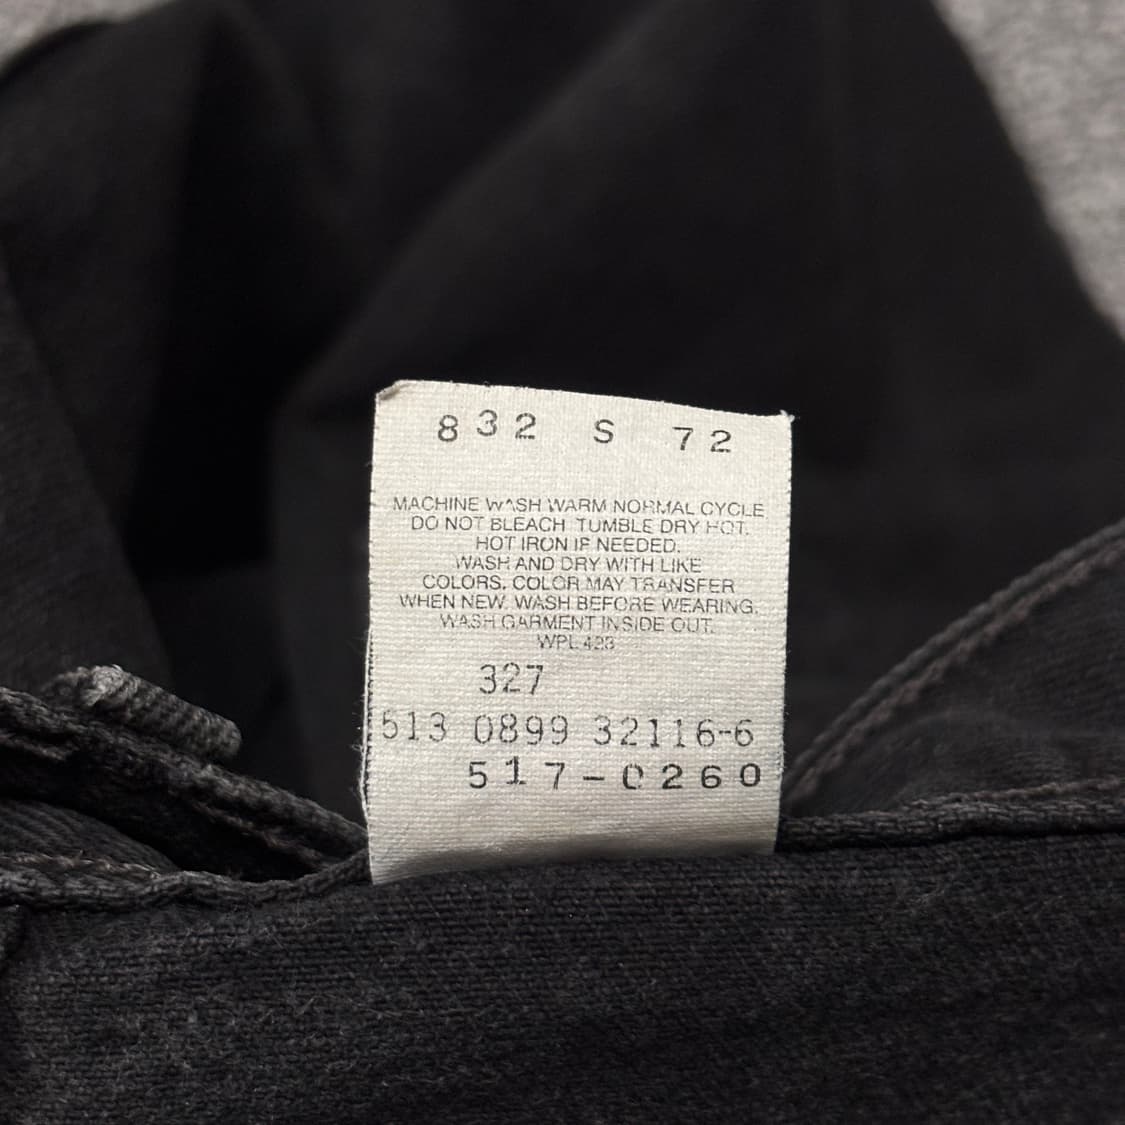 832 S 72
MACHINE WASH WARM NORMAL CYCLE
DO NOT BLEACH TUMBLE DRY HOT.
HOT IRON IF NEEDED.
WASH AND DRY WITH LIKE
COLORS. COLOR MAY TRANSFER
WHEN NEW. WASH BEFORE WEARING.
WASH GARMENT INSIDE OUT.
WPL 423
327
513 0899 32116-6
517-0260